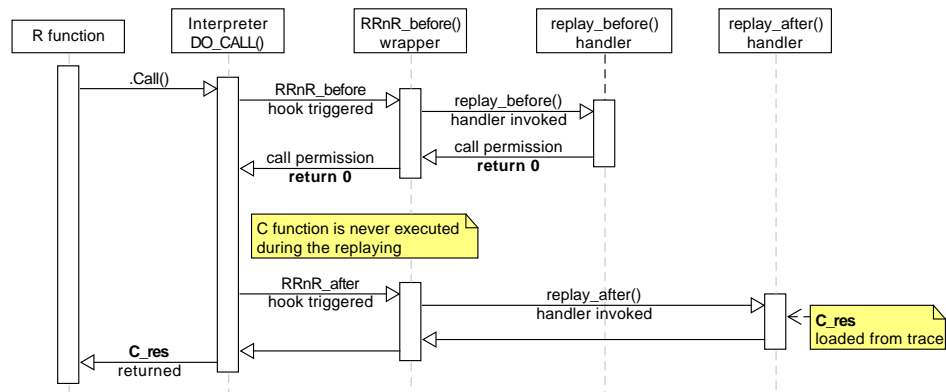 R function
Interpreter
DO_CALL()
RRnR_before()
wrapper
replay_before()
handler
replay_after()
handler
.Call()
RRnR_before
hook triggered
replay_before()
handler invoked
call permission
return 0
call permission
return 0
C function is never executed
during the replaying
RRnR_after
hook triggered
replay_after()
handler invoked
C_res
loaded from trace
C_res
returned